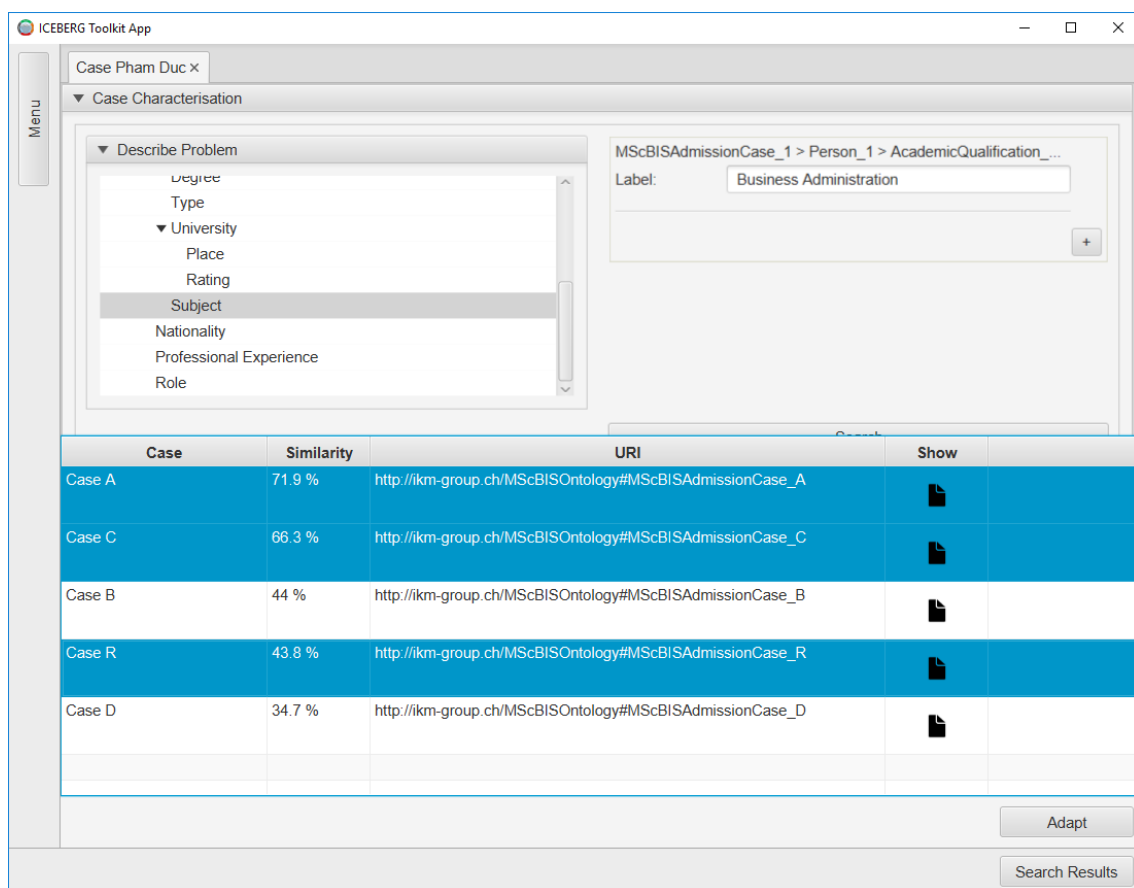 ICEBERG Toolkit App
Menu
Case Pham Duc ×
Case Characterisation
Describe Problem
Degree
Type
University
Place
Rating
Subject
Nationality
Professional Experience
Role
MScBISAdmissionCase_1 > Person_1 > AcademicQualification_...
Label: Business Administration
+
Search
Case Similarity URI Show
Case A 71.9 % http://ikm-group.ch/MScBISOntology#MScBISAdmissionCase_A
Case C 66.3 % http://ikm-group.ch/MScBISOntology#MScBISAdmissionCase_C
Case B 44 % http://ikm-group.ch/MScBISOntology#MScBISAdmissionCase_B
Case R 43.8 % http://ikm-group.ch/MScBISOntology#MScBISAdmissionCase_R
Case D 34.7 % http://ikm-group.ch/MScBISOntology#MScBISAdmissionCase_D
Adapt
Search Results